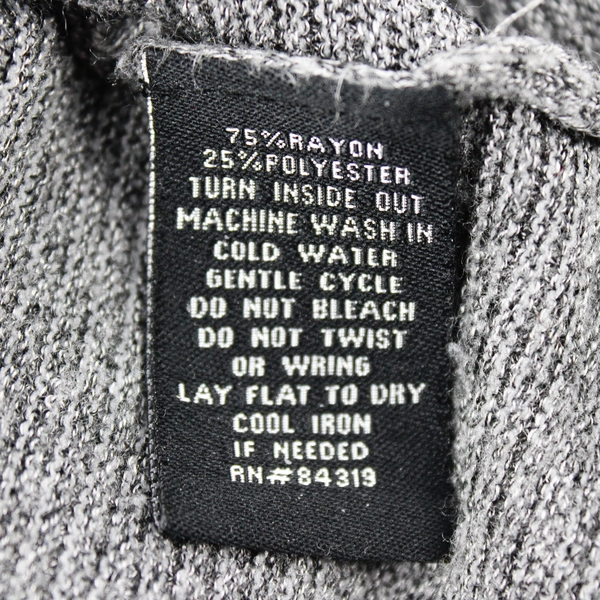 75%RAYON
25%POLYESTER
TURN INSIDE OUT
MACHINE WASH IN
COLD WATER
GENTLE CYCLE
DO NOT BLEACH
DO NOT TWIST
OR WRING
LAY FLAT TO DRY
COOL IRON
IF NEEDED
RN#84319